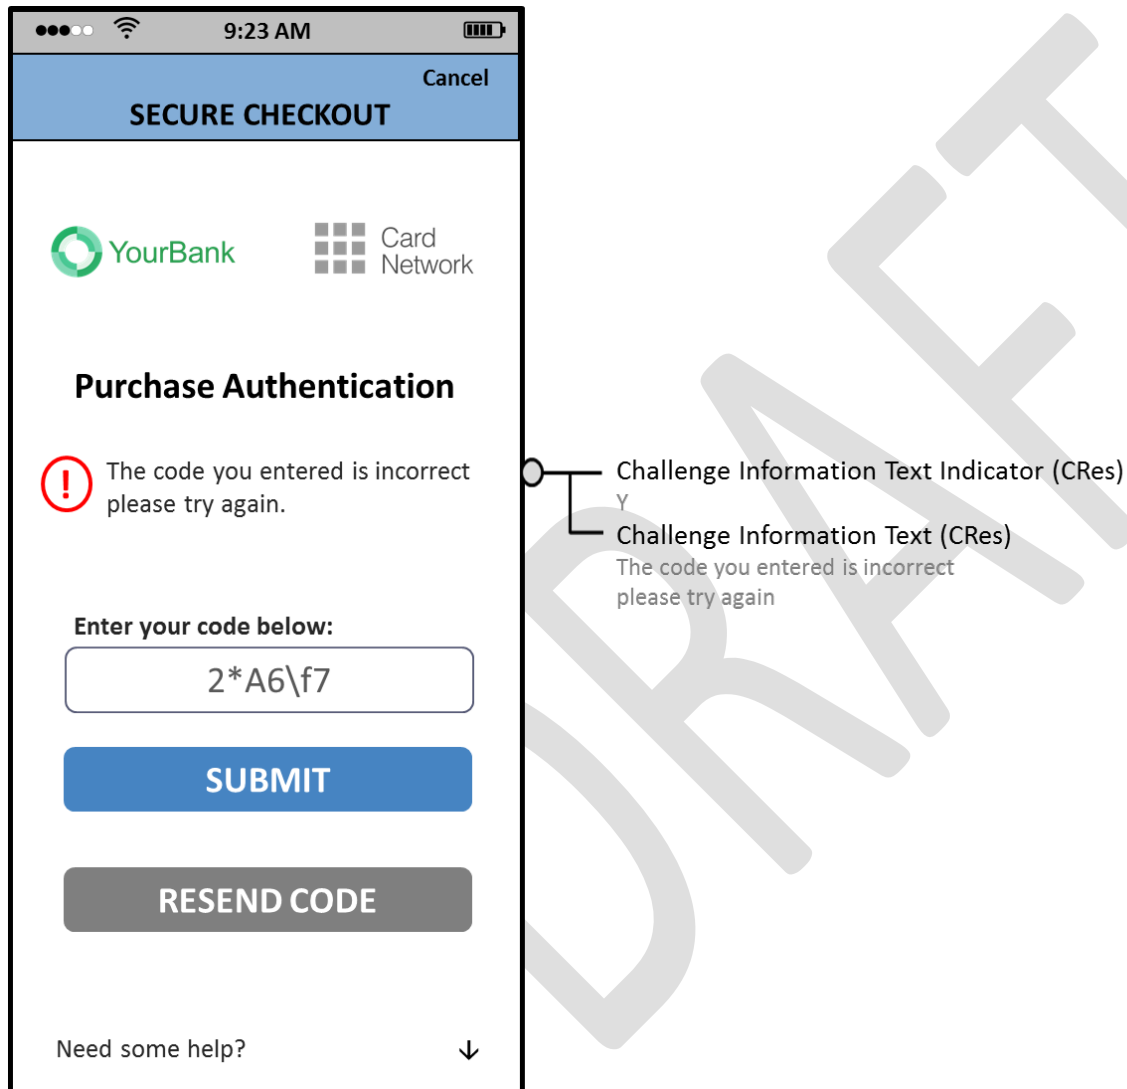 9:23 AM
Cancel
SECURE CHECKOUT
YourBank
Card
Network
Purchase Authentication
The code you entered is incorrect
please try again.
Challenge Information Text Indicator (CRes)
Y
Challenge Information Text (CRes)
The code you entered is incorrect
please try again
Enter your code below:
2*A6\f7
SUBMIT
RESEND CODE
Need some help?
DRAFT